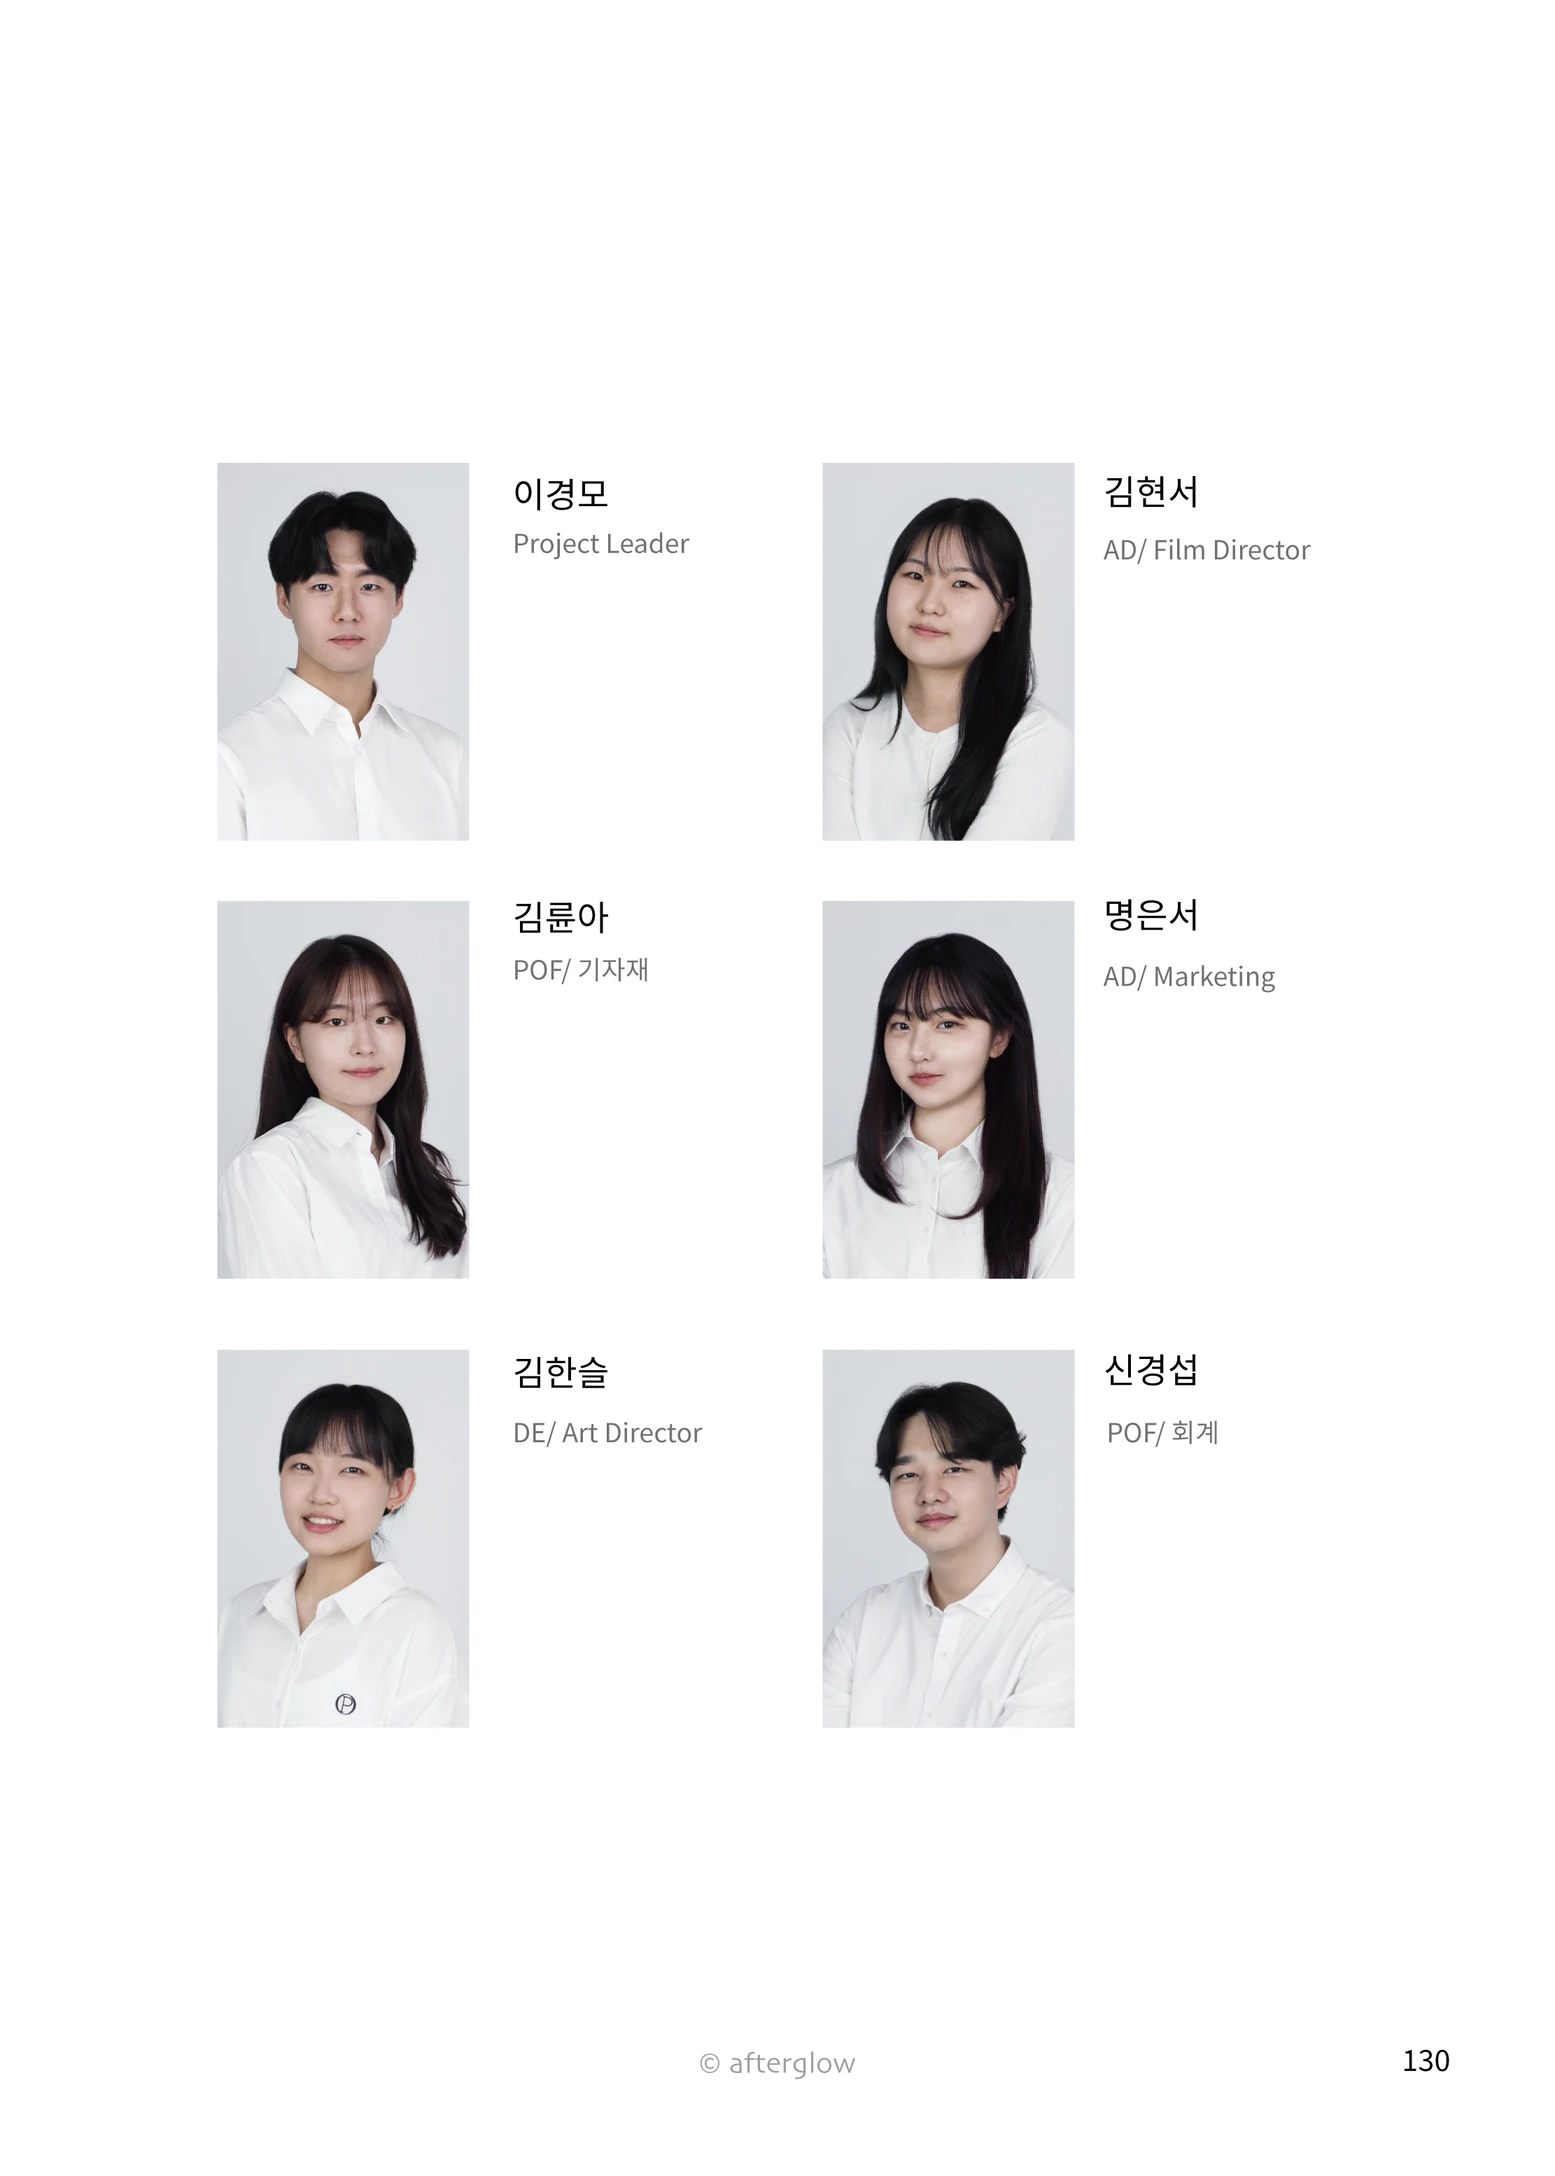 이경모
Project Leader
김현서
AD/ Film Director
김륜아
POF/ 기자재
명은서
AD/ Marketing
김한슬
DE/ Art Director
신경섭
POF/ 회계
© afterglow
130